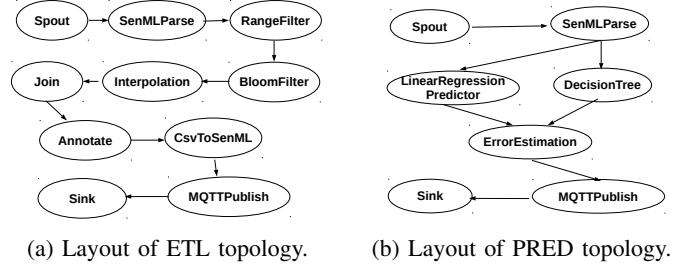 Spout
SenMLParse
RangeFilter
Join
Interpolation
BloomFilter
Annotate
CsvToSenML
Sink
MQTTPublish
(a) Layout of ETL topology.
Spout
SenMLParse
LinearRegression
Predictor
DecisionTree
ErrorEstimation
Sink
MQTTPublish
(b) Layout of PRED topology.